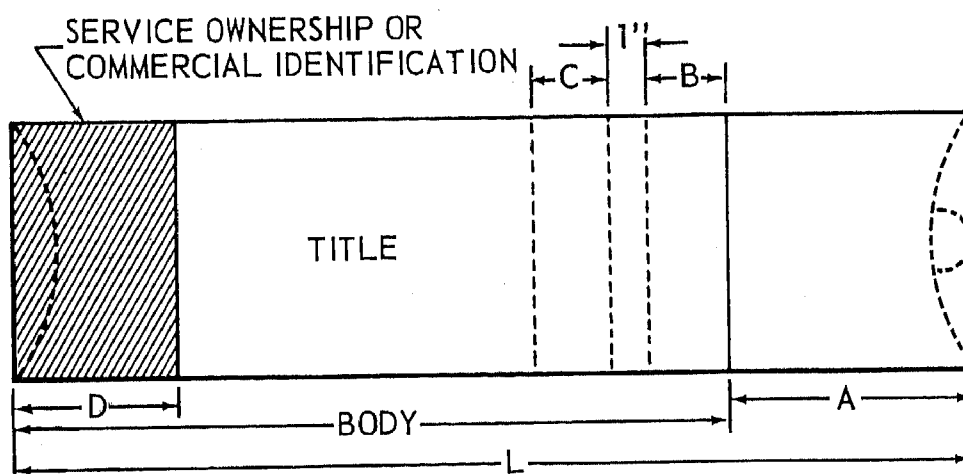 SERVICE OWNERSHIP OR
COMMERCIAL IDENTIFICATION
1"
C
B
TITLE
D
A
BODY
L